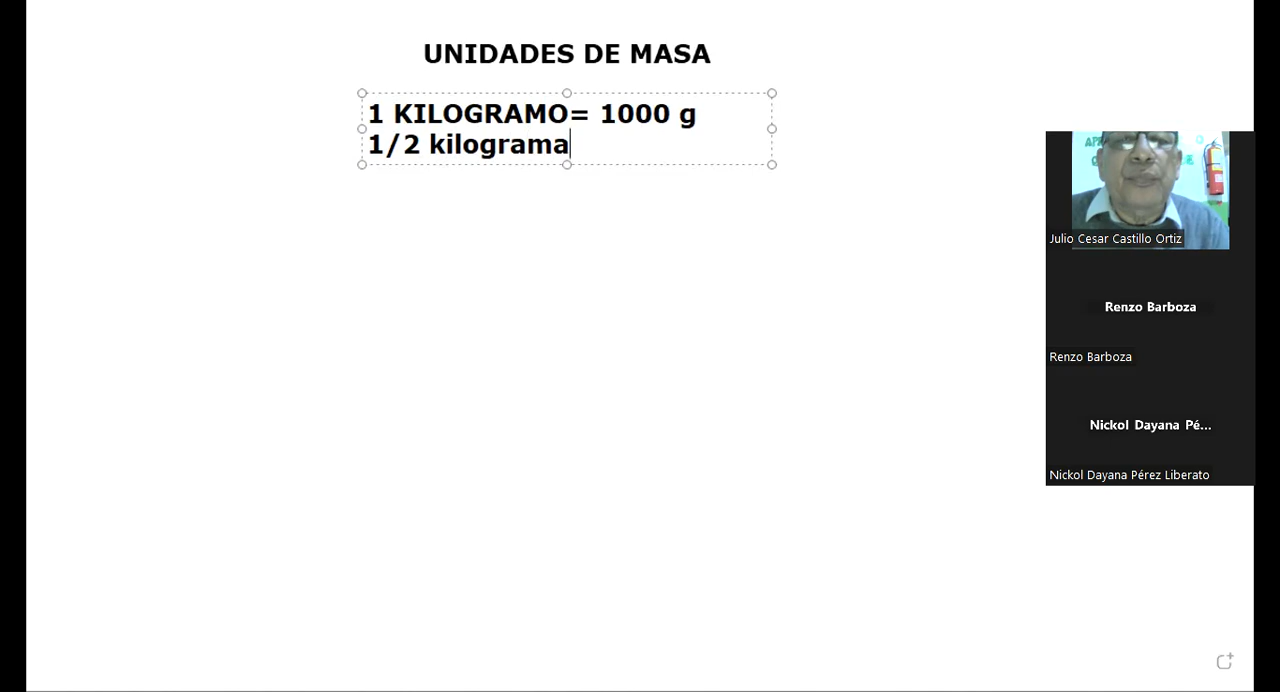 UNIDADES DE MASA
1 KILOGRAMO= 1000 g
1/2 kilograma
Julio Cesar Castillo Ortiz
Renzo Barboza
Renzo Barboza
Nickol Dayana Pé...
Nickol Dayana Pérez Liberato